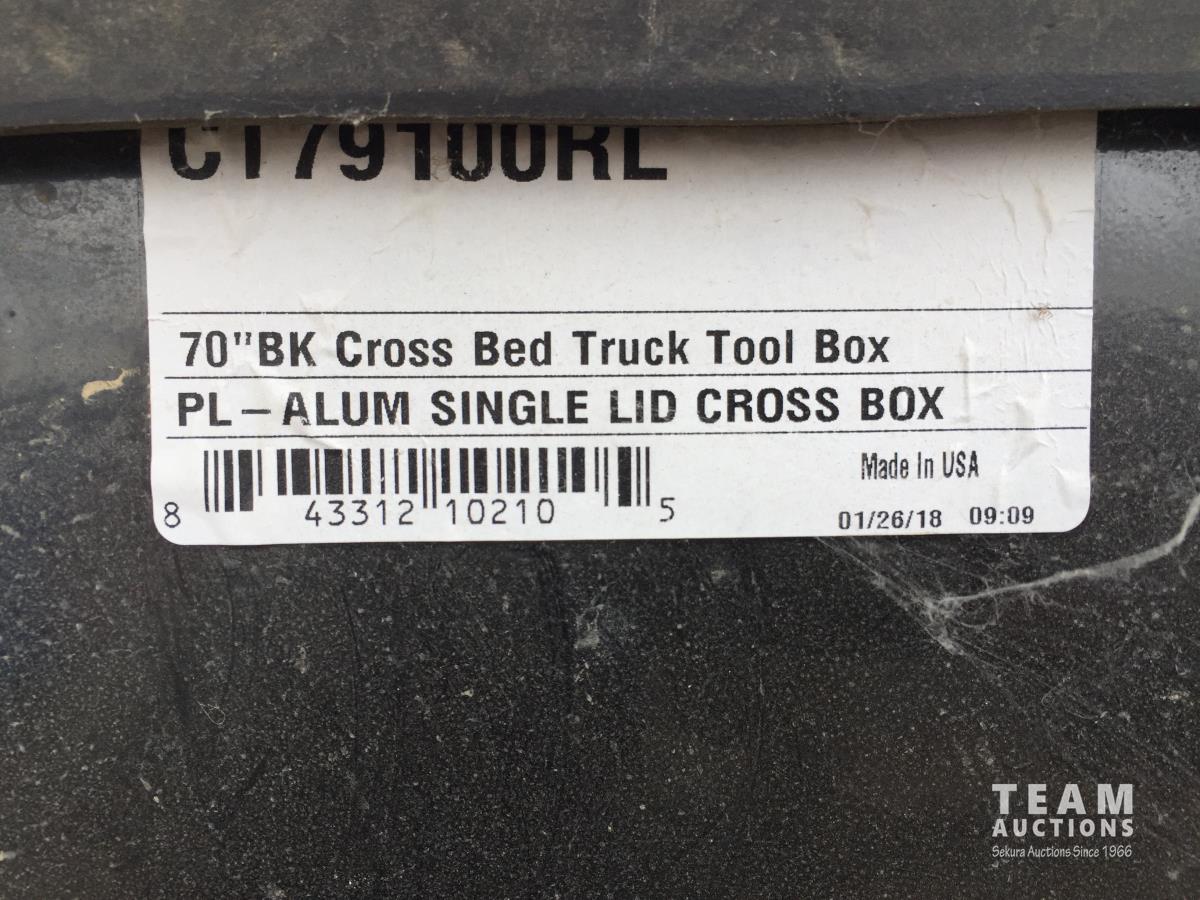 CT79100RL
70"BK Cross Bed Truck Tool Box
PL-ALUM SINGLE LID CROSS BOX
8 43312 10210 5
Made In USA
01/26/18 09:09
TEAM
AUCTIONS
Sekura Auctions Since 1966